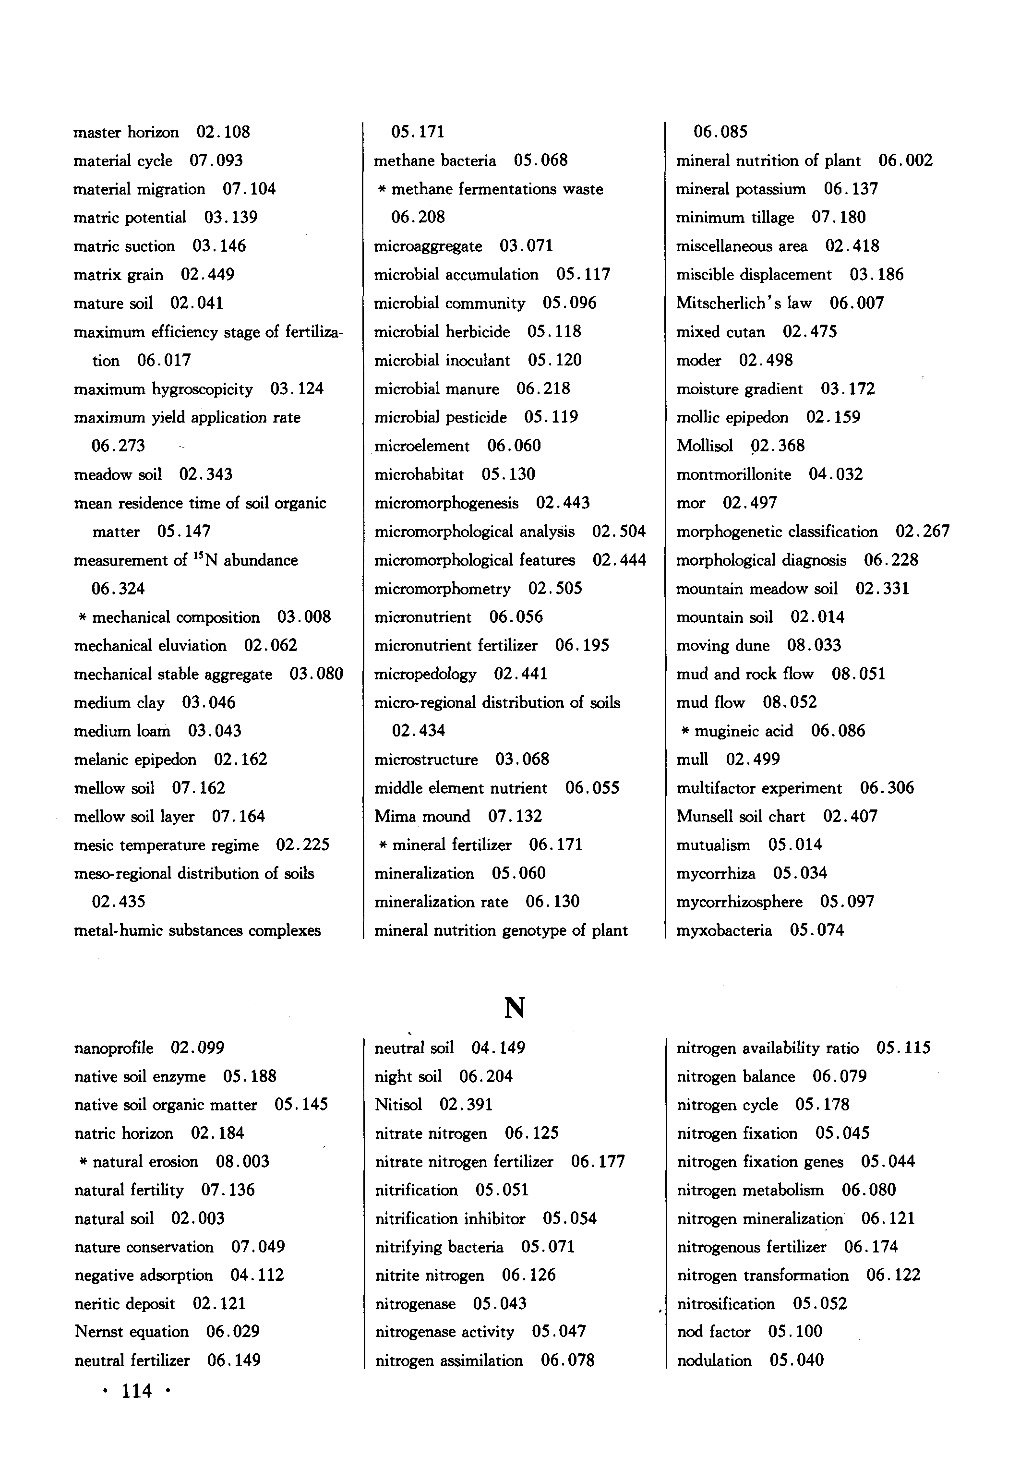 master horizon 02.108
material cycle 07.093
material migration 07.104
matric potential 03.139
matric suction 03.146
matrix grain 02.449
mature soil 02.041
maximum efficiency stage of fertiliza-
tion 06.017
maximum hygroscopicity 03.124
maximum yield application rate
06.273
meadow soil 02.343
mean residence time of soil organic
matter 05.147
measurement of ¹⁵N abundance
06.324
* mechanical composition 03.008
mechanical eluviation 02.062
mechanical stable aggregate 03.080
medium clay 03.046
medium loam 03.043
melanic epipedon 02.162
mellow soil 07.162
mellow soil layer 07.164
mesic temperature regime 02.225
meso-regional distribution of soils
02.435
metal-humic substances complexes
05.171
methane bacteria 05.068
* methane fermentations waste
06.208
microaggregate 03.071
microbial accumulation 05.117
microbial community 05.096
microbial herbicide 05.118
microbial inoculant 05.120
microbial manure 06.218
microbial pesticide 05.119
microelement 06.060
microhabitat 05.130
micromorphogenesis 02.443
micromorphological analysis 02.504
micromorphological features 02.444
micromorphometry 02.505
micronutrient 06.056
micronutrient fertilizer 06.195
micropedology 02.441
micro-regional distribution of soils
02.434
microstructure 03.068
middle element nutrient 06.055
Mima mound 07.132
* mineral fertilizer 06.171
mineralization 05.060
mineralization rate 06.130
mineral nutrition genotype of plant
06.085
mineral nutrition of plant 06.002
mineral potassium 06.137
minimum tillage 07.180
miscellaneous area 02.418
miscible displacement 03.186
Mitscherlich's law 06.007
mixed cutan 02.475
moder 02.498
moisture gradient 03.172
mollic epipedon 02.159
Mollisol 02.368
montmorillonite 04.032
mor 02.497
morphogenetic classification 02.267
morphological diagnosis 06.228
mountain meadow soil 02.331
mountain soil 02.014
moving dune 08.033
mud and rock flow 08.051
mud flow 08.052
* mugineic acid 06.086
mull 02.499
multifactor experiment 06.306
Munsell soil chart 02.407
mutualism 05.014
mycorrhiza 05.034
mycorrhizosphere 05.097
myxobacteria 05.074
N
nanoprofile 02.099
native soil enzyme 05.188
native soil organic matter 05.145
natric horizon 02.184
* natural erosion 08.003
natural fertility 07.136
natural soil 02.003
nature conservation 07.049
negative adsorption 04.112
neritic deposit 02.121
Nernst equation 06.029
neutral fertilizer 06.149
neutral soil 04.149
night soil 06.204
Nitisol 02.391
nitrate nitrogen 06.125
nitrate nitrogen fertilizer 06.177
nitrification 05.051
nitrification inhibitor 05.054
nitrifying bacteria 05.071
nitrite nitrogen 06.126
nitrogenase 05.043
nitrogenase activity 05.047
nitrogen assimilation 06.078
nitrogen availability ratio 05.115
nitrogen balance 06.079
nitrogen cycle 05.178
nitrogen fixation 05.045
nitrogen fixation genes 05.044
nitrogen metabolism 06.080
nitrogen mineralization 06.121
nitrogenous fertilizer 06.174
nitrogen transformation 06.122
nitrosification 05.052
nod factor 05.100
nodulation 05.040
· 114 ·